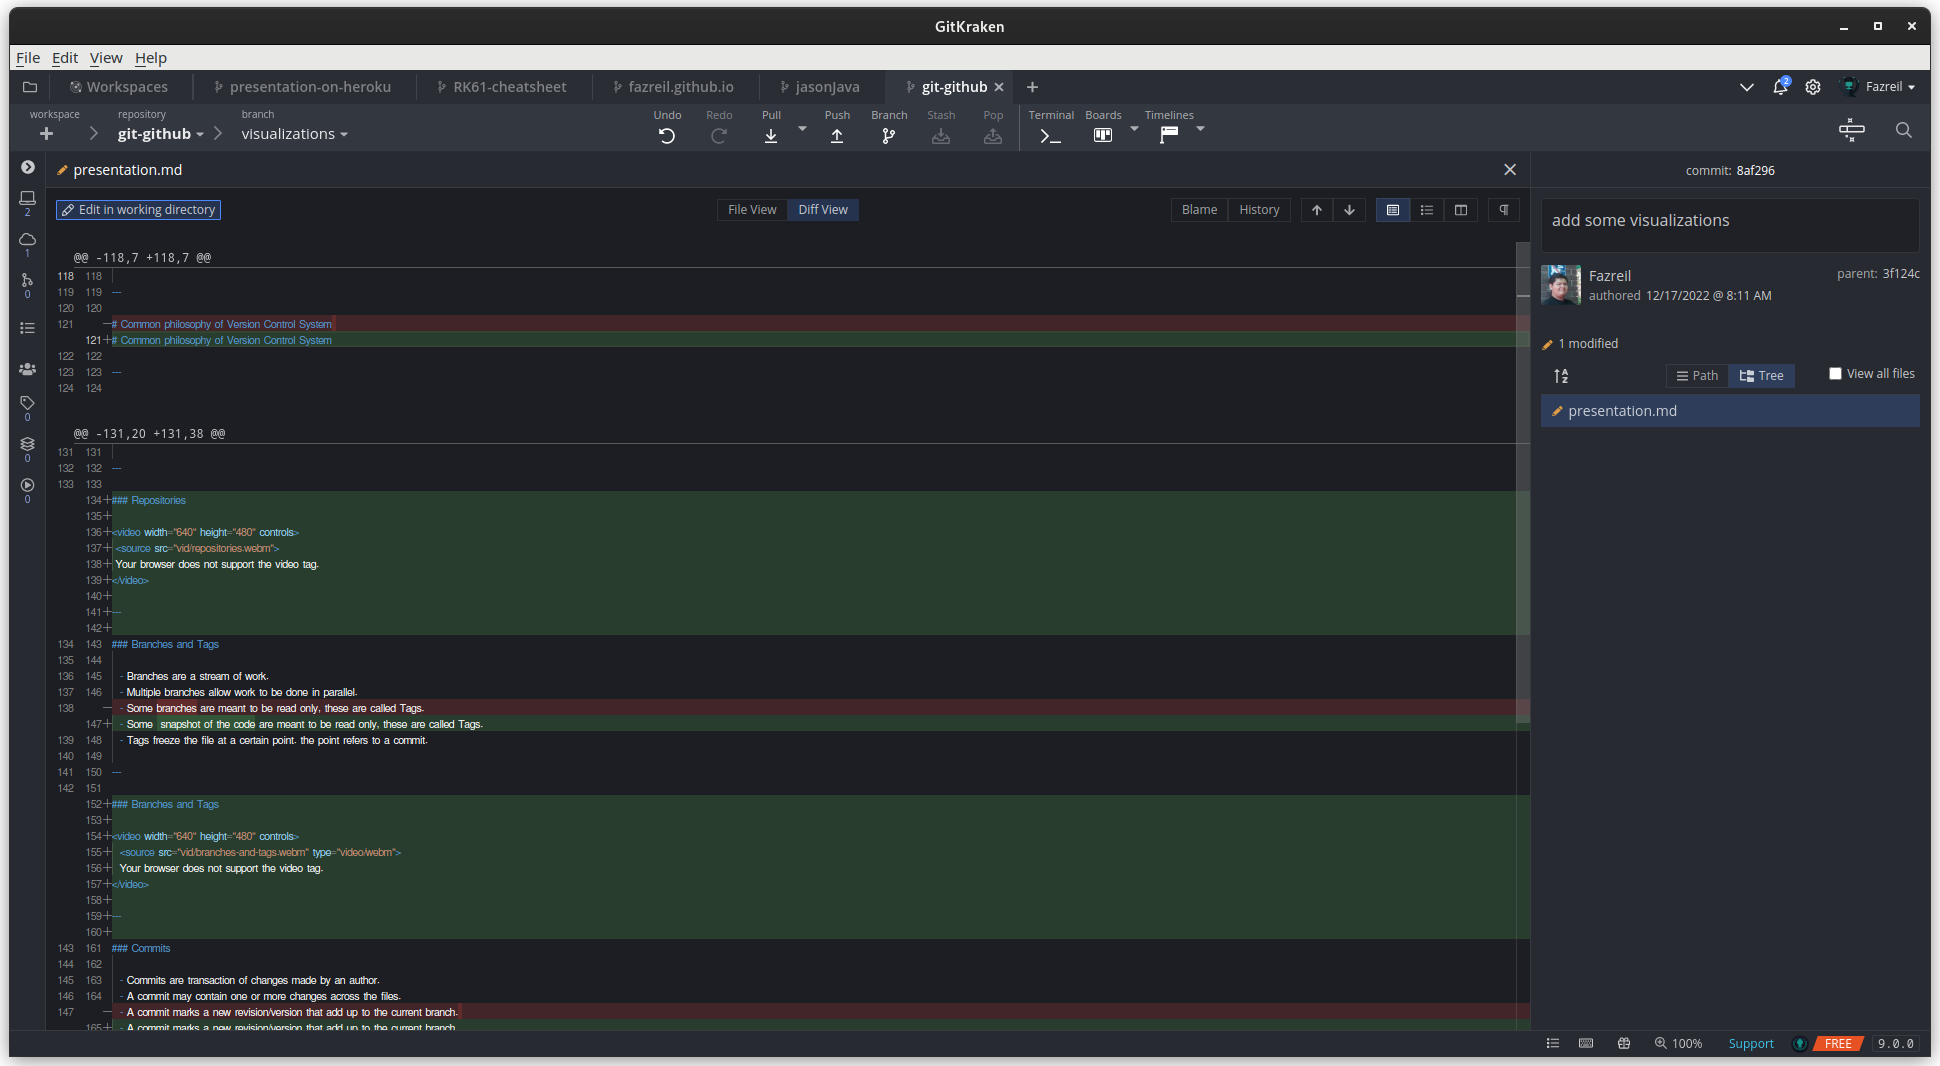 GitKraken
File Edit View Help
Workspaces presentation-on-heroku RK61-cheatsheet fazreil.github.io jasonJava git-github 2 Fazreil
workspace repository branch Undo Redo Pull Push Branch Stash Pop Terminal Boards Timelines
git-github visualizations
presentation.md
Edit in working directory File View Diff View Blame History
2
1
0
0
0
0
@@ -118,7 +118,7 @@
118 118
119 119 ---
120 120
121 —# Common philosophy of Version Control System
121+# Common philosophy of Version Control System
122 122
123 123 ---
124 124
@@ -131,20 +131,38 @@
131 131
132 132 ---
133 133
134+### Repositories
135+
136+<video width="640" height="480" controls>
137+ <source src="vid/repositories.webm">
138+ Your browser does not support the video tag.
139+</video>
140+
141+---
142+
134 143 ### Branches and Tags
135 144
136 145 - Branches are a stream of work.
137 146 - Multiple branches allow work to be done in parallel.
138 — - Some branches are meant to be read only, these are called Tags.
147+ - Some snapshot of the code are meant to be read only, these are called Tags.
139 148 - Tags freeze the file at a certain point. the point refers to a commit.
140 149
141 150 ---
142 151
152+### Branches and Tags
153+
154+<video width="640" height="480" controls>
155+ <source src="vid/branches-and-tags.webm" type="video/webm">
156+ Your browser does not support the video tag.
157+</video>
158+
159+---
160+
143 161 ### Commits
144 162
145 163 - Commits are transaction of changes made by an author.
146 164 - A commit may contain one or more changes across the files.
147 — - A commit marks a new revision/version that add up to the current branch.
165+ - A commit marks a new revision/version that add up to the current branch.
commit: 8af296
add some visualizations
Fazreil parent: 3f124c
authored 12/17/2022 @ 8:11 AM
1 modified
A Z Path Tree View all files
presentation.md
100% Support FREE 9.0.0